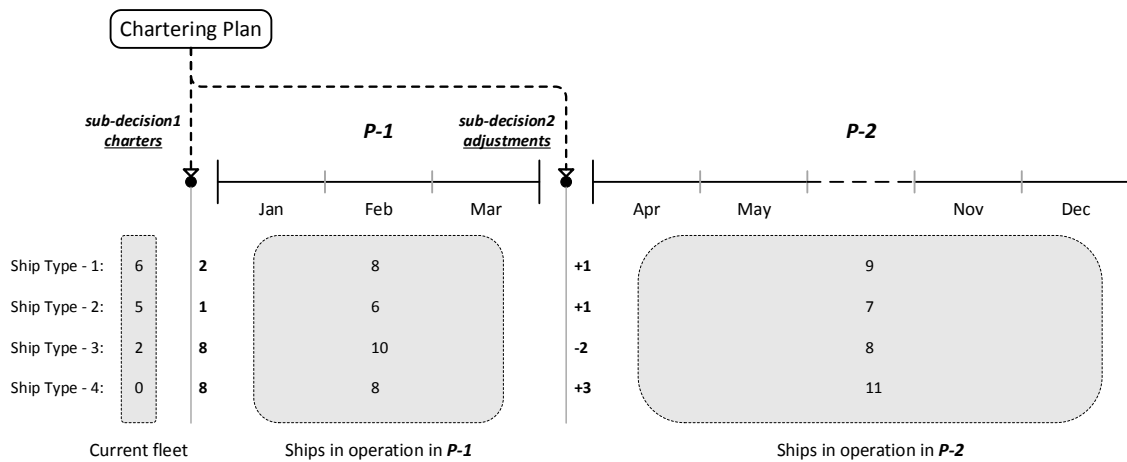 Chartering Plan
sub-decision1
charters
P-1
sub-decision2
adjustments
P-2
Jan Feb Mar Apr May Nov Dec
Ship Type - 1: 6 2 8 +1 9
Ship Type - 2: 5 1 6 +1 7
Ship Type - 3: 2 8 10 -2 8
Ship Type - 4: 0 8 8 +3 11
Current fleet Ships in operation in P-1 Ships in operation in P-2